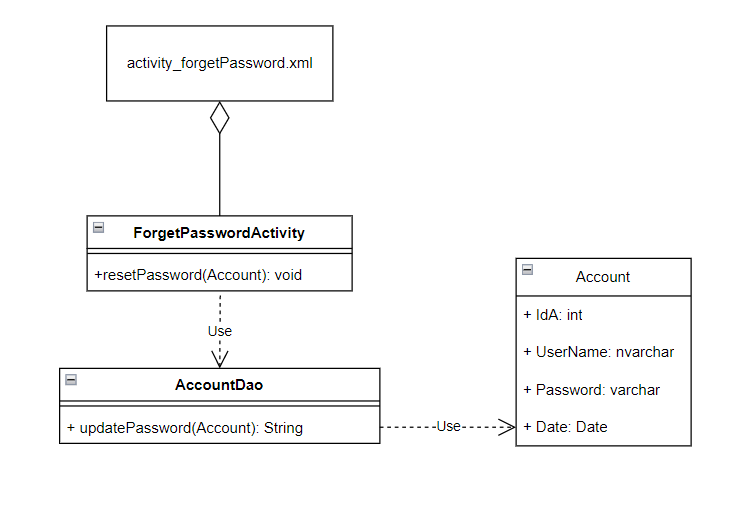 activity_forgetPassword.xml
ForgetPasswordActivity
+resetPassword(Account): void
Use
AccountDao
+ updatePassword(Account): String
Use
Account
+ IdA: int
+ UserName: nvarchar
+ Password: varchar
+ Date: Date